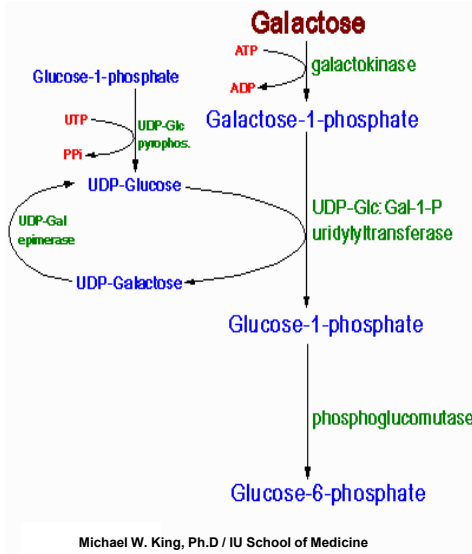 Galactose
ATP
galactokinase
ADP
Glucose-1-phosphate
Galactose-1-phosphate
UTP
UDP-Glc
pyrophos.
PPi
UDP-Glucose
UDP-Glc:Gal-1-P
uridylyltransferase
UDP-Gal
epimerase
UDP-Galactose
Glucose-1-phosphate
phosphoglucomutase
Glucose-6-phosphate
Michael W. King, Ph.D / IU School of Medicine